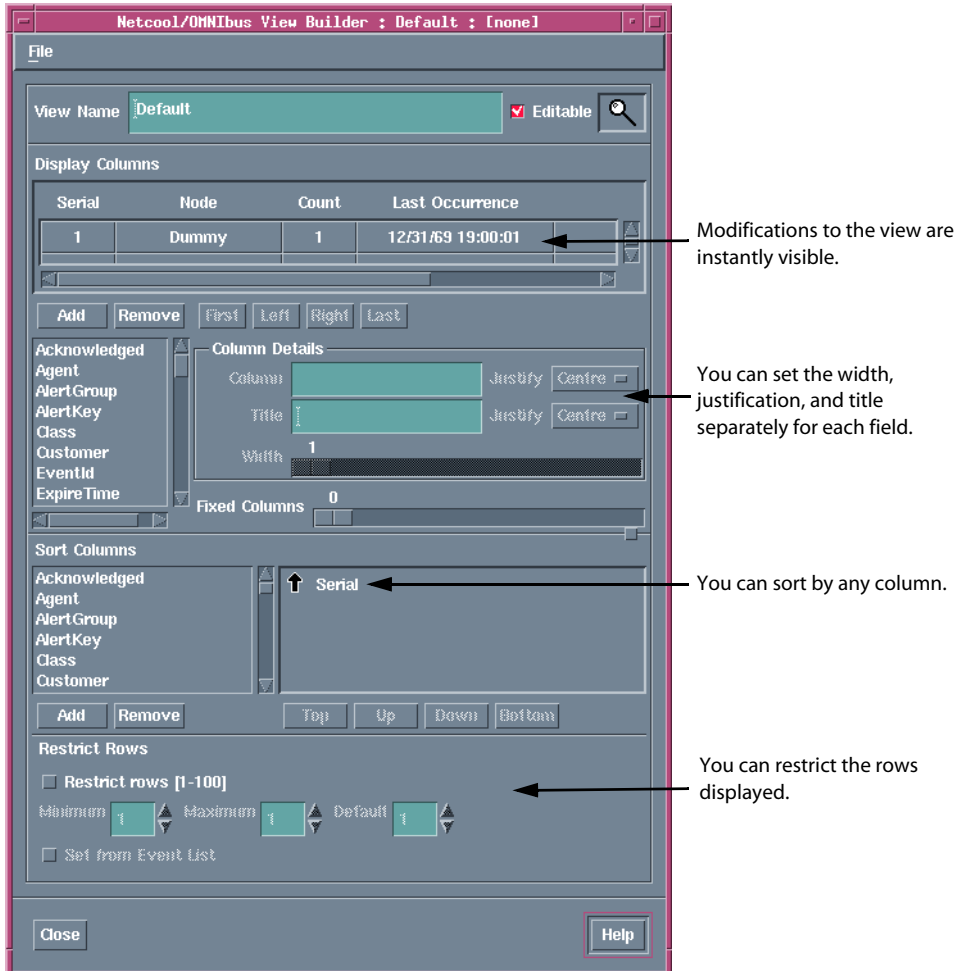 Netcool/OMNIbus View Builder : Default : [none]
File
View Name Default Editable
Display Columns
Serial Node Count Last Occurrence
1 Dummy 1 12/31/69 19:00:01
Modifications to the view are
instantly visible.
Add Remove First Left Right Last
Acknowledged
Agent
AlertGroup
AlertKey
Class
Customer
EventId
ExpireTime
Column Details
Column Justify Centre
Title Justify Centre
Width 1
Fixed Columns 0
You can set the width,
justification, and title
separately for each field.
Sort Columns
Acknowledged
Agent
AlertGroup
AlertKey
Class
Customer
Serial
You can sort by any column.
Add Remove Top Up Down Bottom
Restrict Rows
Restrict rows [1-100]
Minimum 1 Maximum 1 Default 1
Set from Event List
You can restrict the rows
displayed.
Close Help